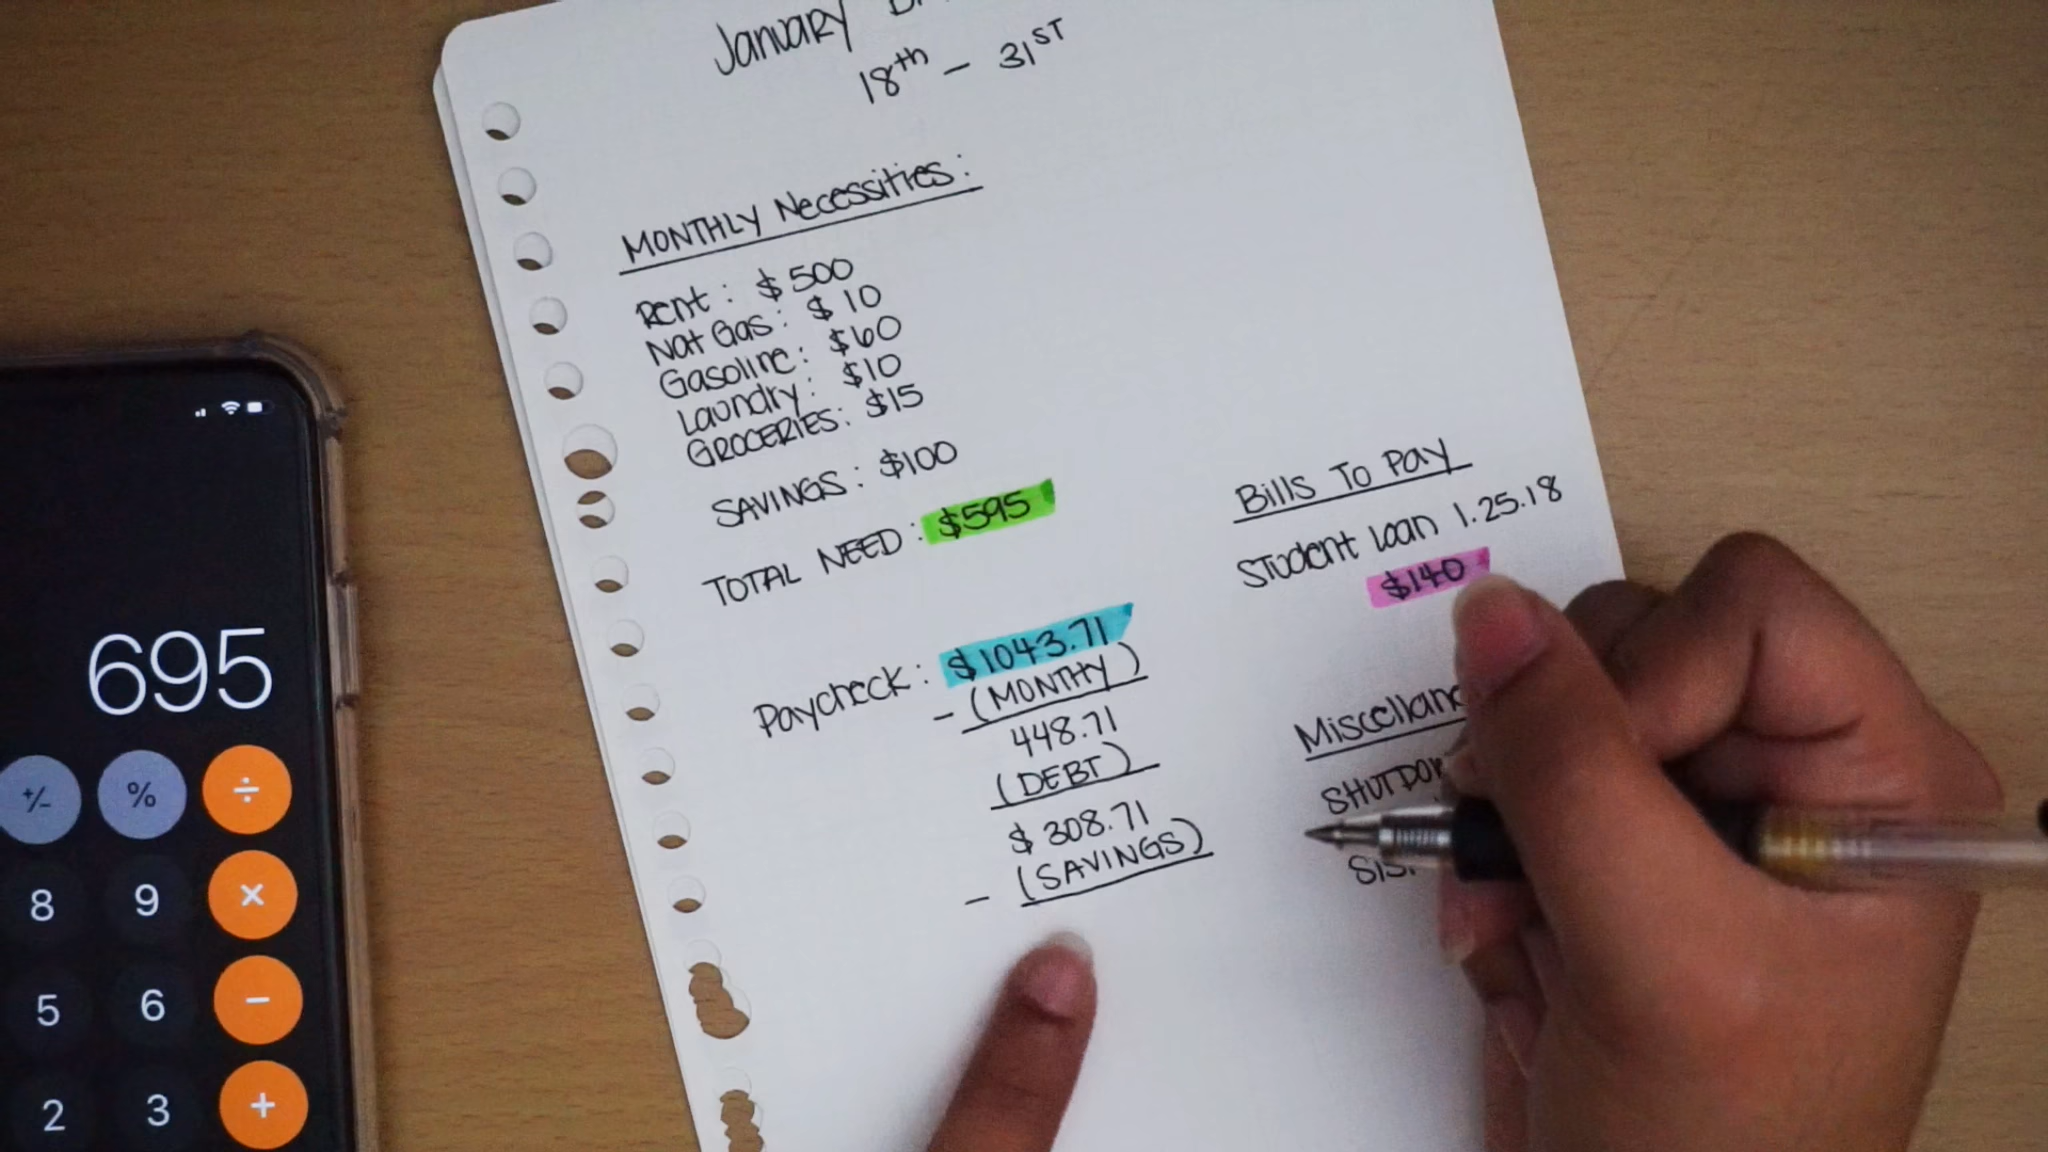 January
18th - 31ST
MONTHLY Necessities:
Rent: $500
Nat Gas: $10
Gasoline: $60
Laundry: $10
GROCERIES: $15
SAVINGS: $100
TOTAL NEED: $595
Bills To Pay
Student Loan 1.25.18
$140
Paycheck: $1043.71
- (MONTHY)
448.71
(DEBT)
$308.71
- (SAVINGS)
695
+/- % ÷
8 9 ×
5 6 −
2 3 +